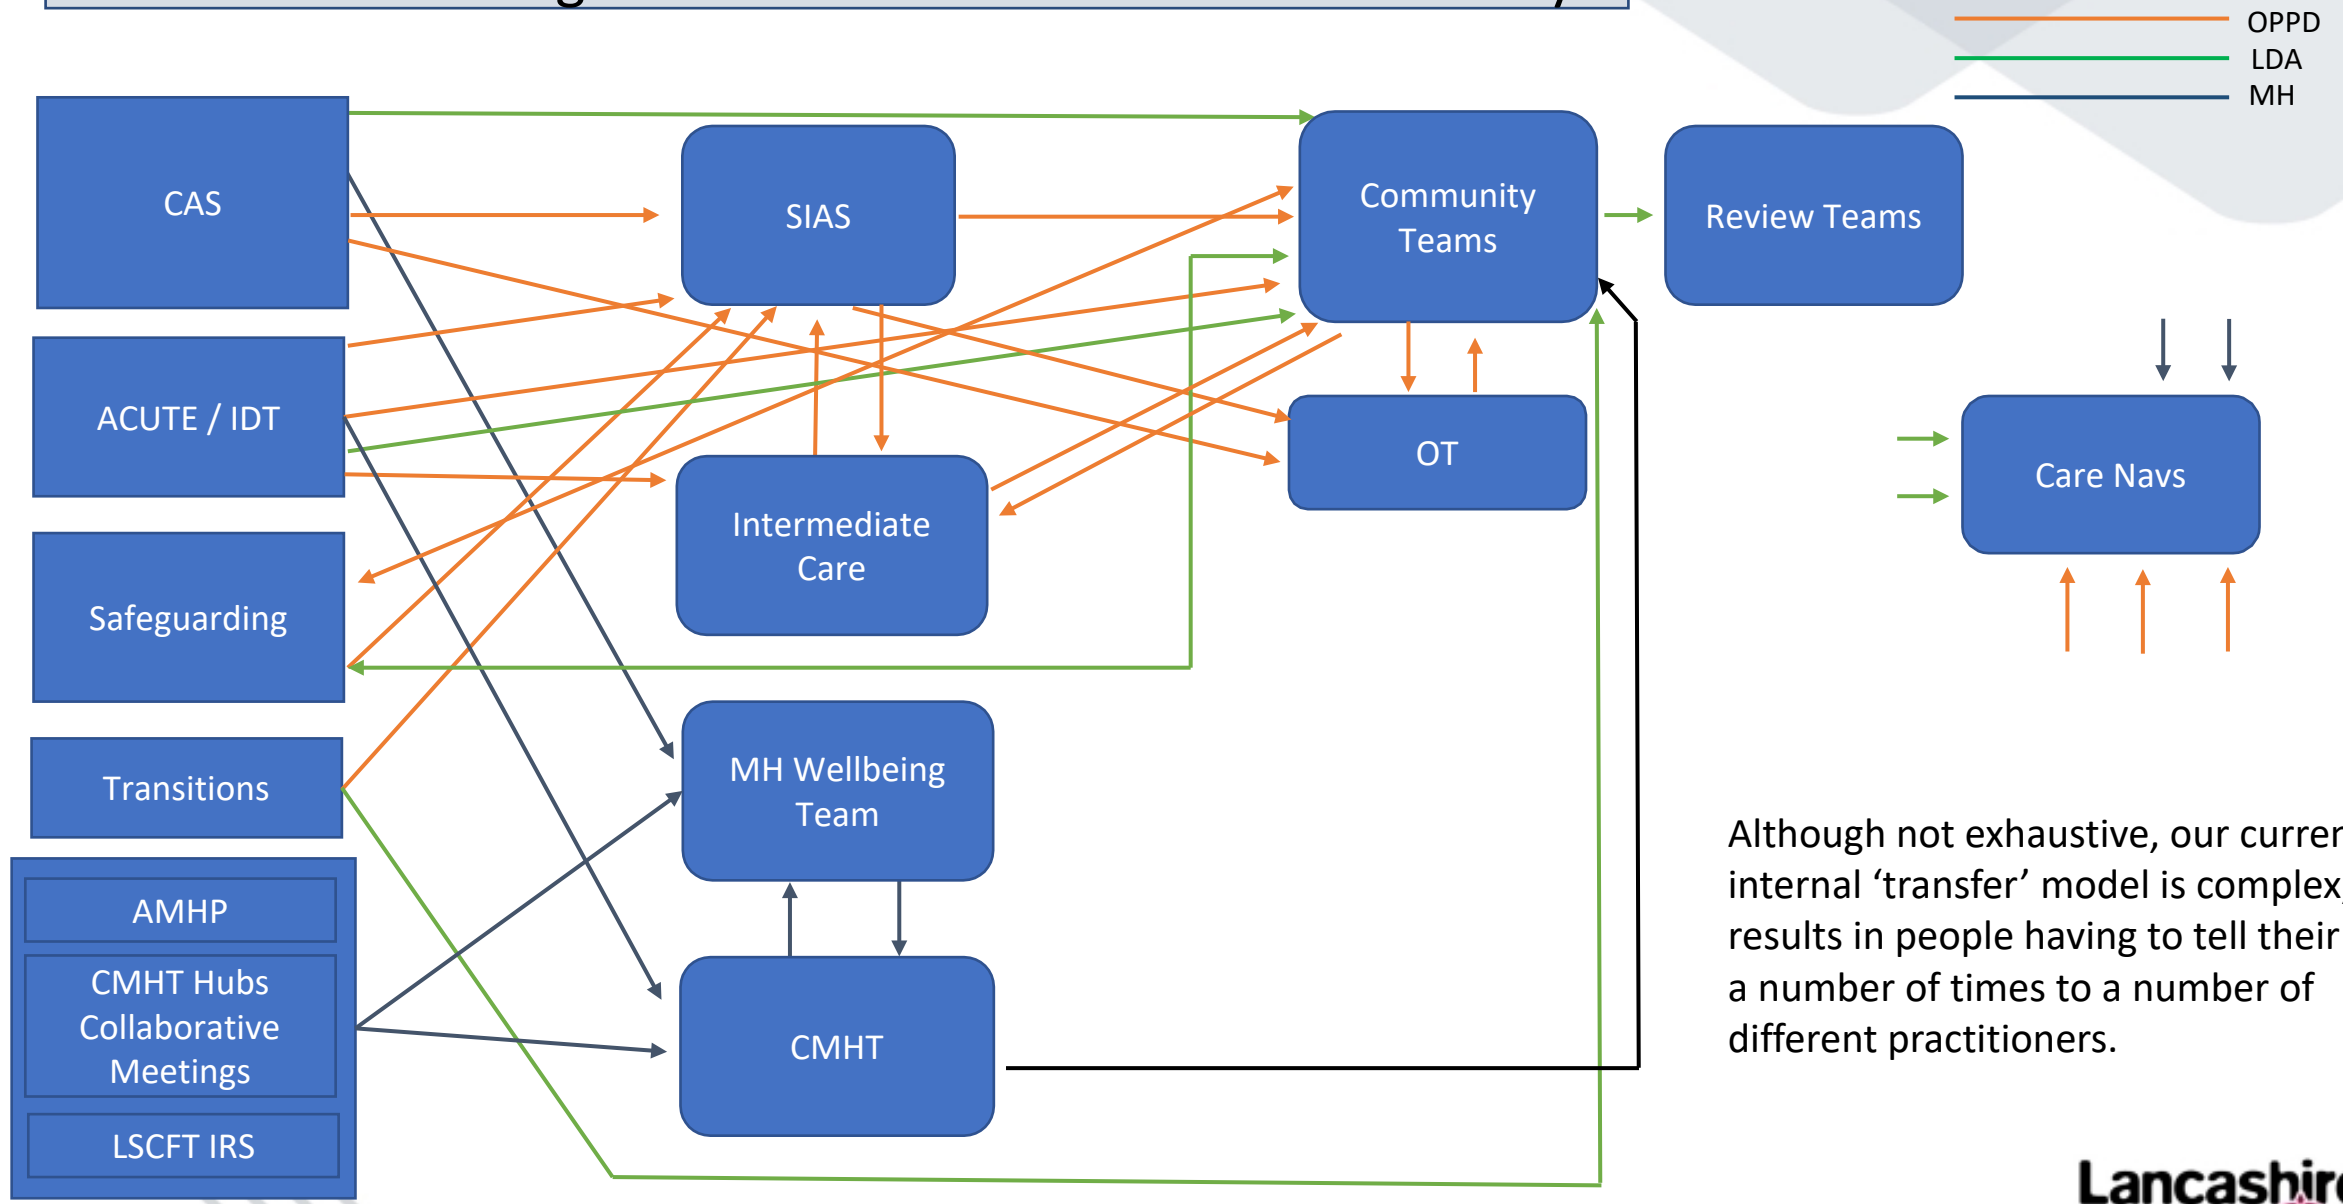 OPPD
LDA
MH
CAS
SIAS
Community
Teams
Review Teams
ACUTE / IDT
OT
Care Navs
Intermediate
Care
Safeguarding
Transitions
MH Wellbeing
Team
AMHP
CMHT Hubs
Collaborative
Meetings
LSCFT IRS
CMHT
Although not exhaustive, our curren
internal ‘transfer’ model is complex,
results in people having to tell their
a number of times to a number of
different practitioners.
Lancashire